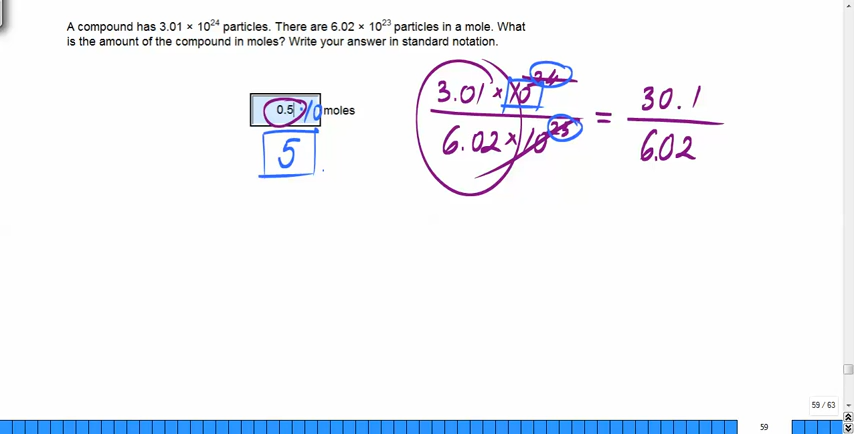 A compound has 3.01 × 10²⁴ particles. There are 6.02 × 10²³ particles in a mole. What
is the amount of the compound in moles? Write your answer in standard notation.
0.5 · 10 moles
5
3.01 × 10²⁴
6.02 × 10²³
=
30.1
6.02
59 / 63
59